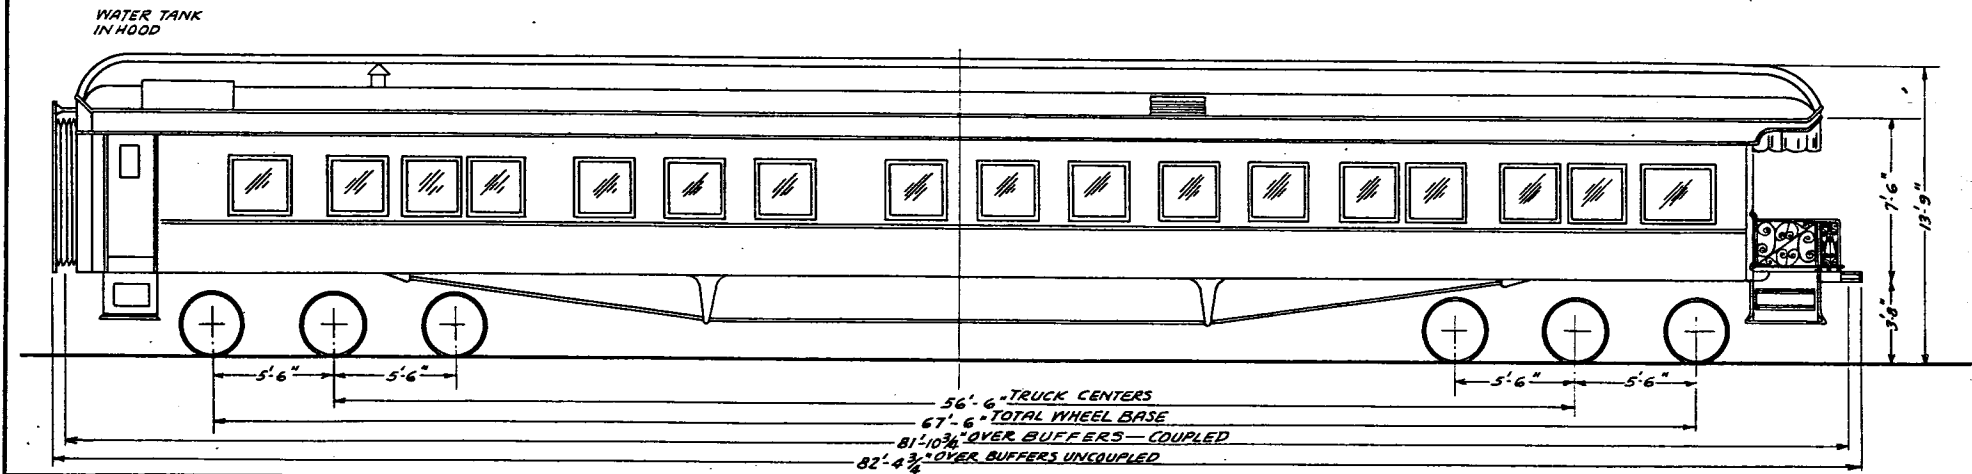 WATER TANK
IN HOOD
7'-6"
13'-9"
3'-8"
5'-6"
5'-6"
5'-6"
5'-6"
56'-6" TRUCK CENTERS
67'-6" TOTAL WHEEL BASE
81'-10¾" OVER BUFFERS — COUPLED
82'-4¾" OVER BUFFERS UNCOUPLED